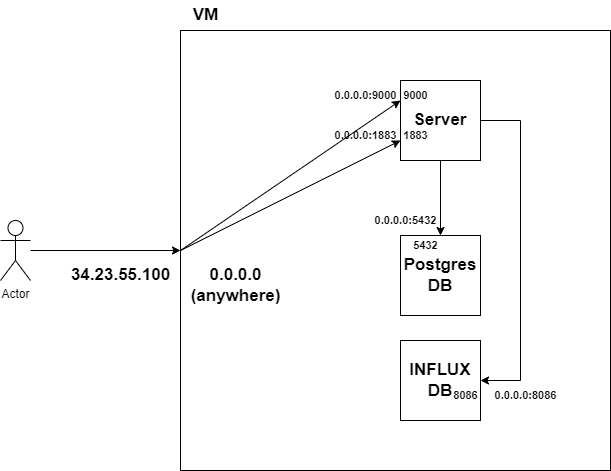 VM
0.0.0.0:9000 9000
Server
0.0.0.0:1883 1883
0.0.0.0:5432
5432
Postgres
DB
34.23.55.100
0.0.0.0
(anywhere)
Actor
INFLUX
DB
8086
0.0.0.0:8086